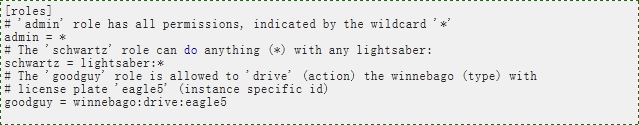 [roles]
# 'admin' role has all permissions, indicated by the wildcard '*'
admin = *
# The 'schwartz' role can do anything (*) with any lightsaber:
schwartz = lightsaber:*
# The 'goodguy' role is allowed to 'drive' (action) the winnebago (type) with
# license plate 'eagle5' (instance specific id)
goodguy = winnebago:drive:eagle5